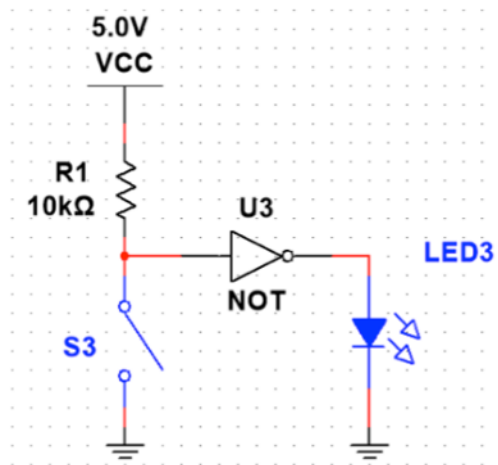 5.0V
VCC
R1
10kΩ
U3
NOT
LED3
S3